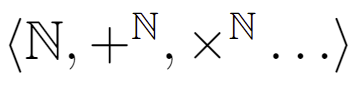 ⟨ℕ, +^ℕ, ×^ℕ …⟩